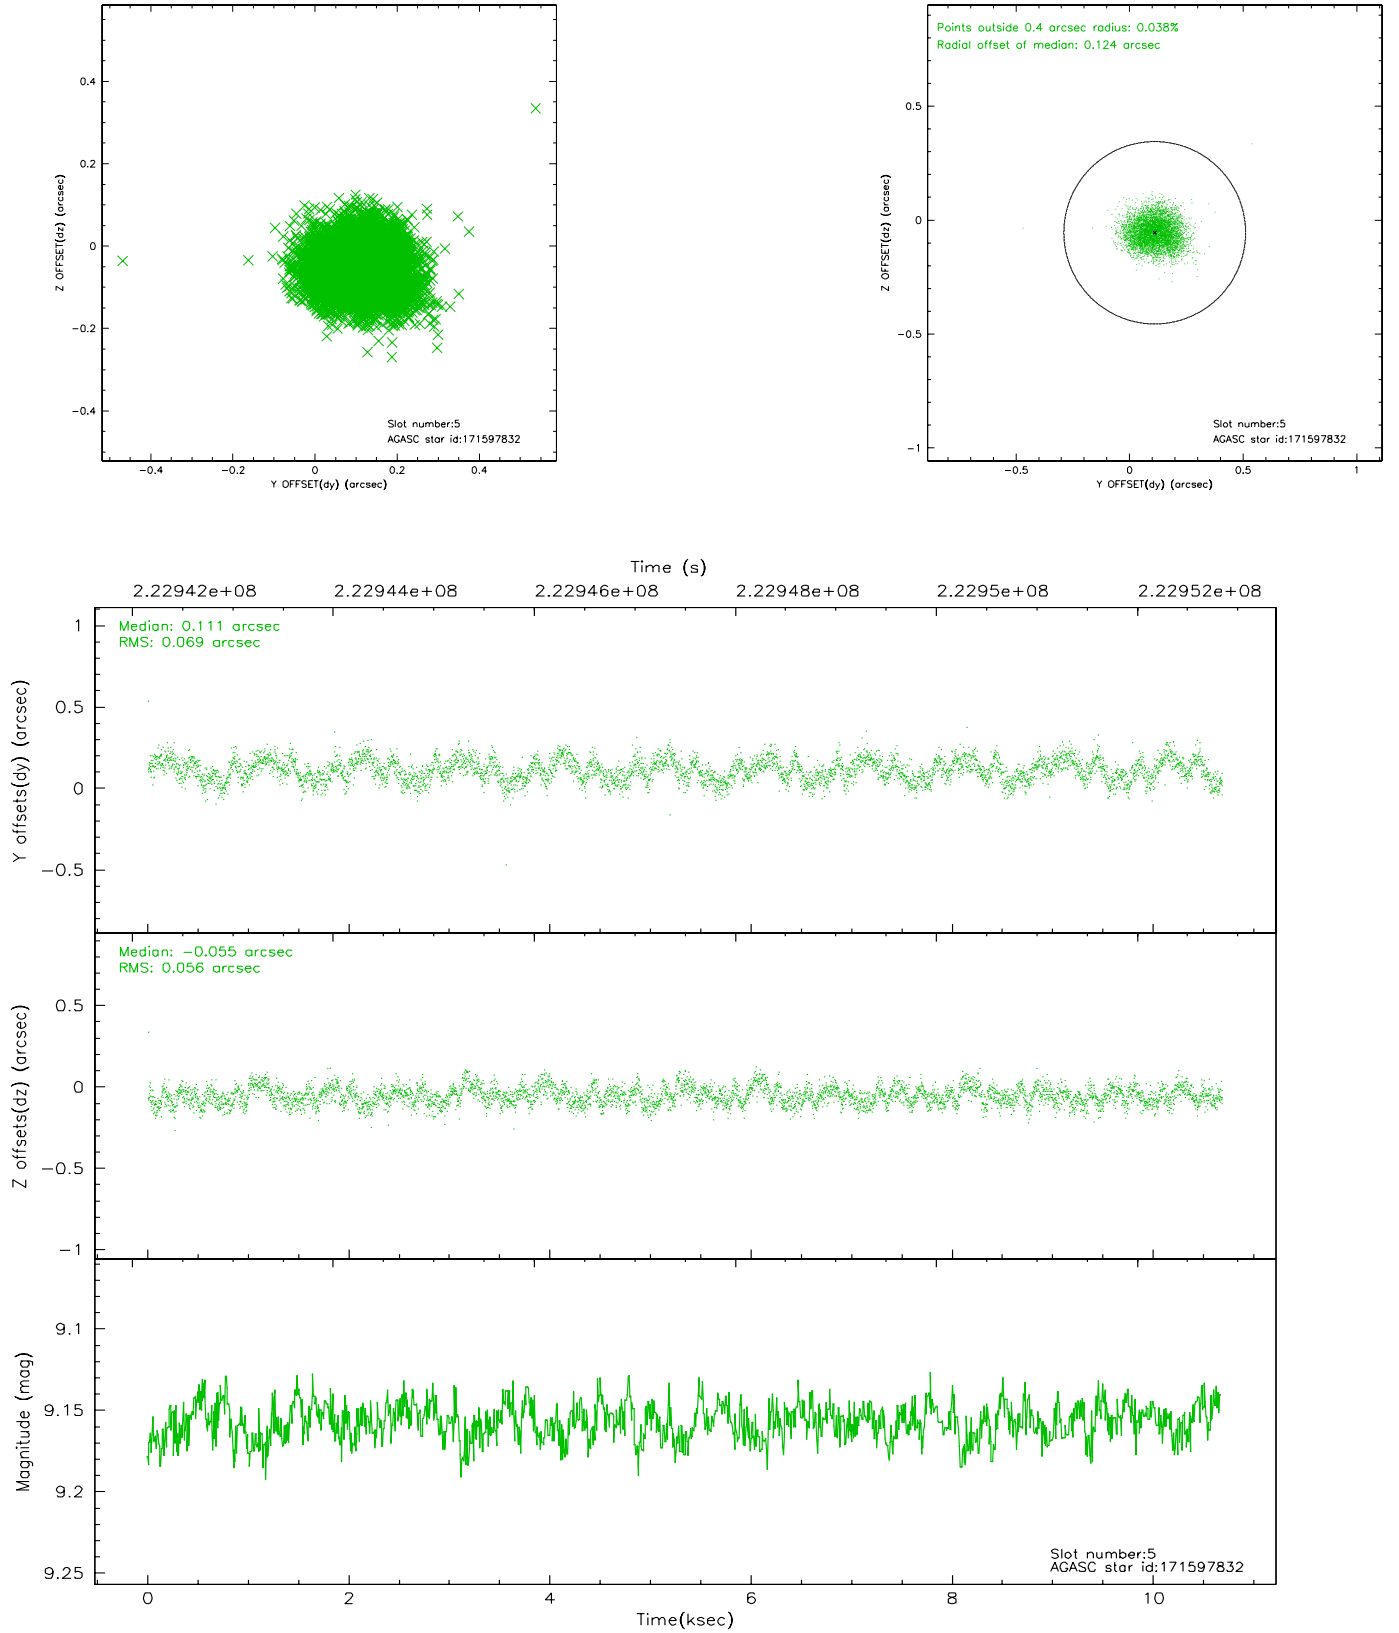 0.4
0.2
0
−0.2
−0.4
Z OFFSET(dz) (arcsec)
Slot number:5
AGASC star id:171597832
−0.4 −0.2 0 0.2 0.4
Y OFFSET(dy) (arcsec)
Points outside 0.4 arcsec radius: 0.038%
Radial offset of median: 0.124 arcsec
0.5
0
−0.5
−1
Z OFFSET(dz) (arcsec)
Slot number:5
AGASC star id:171597832
−0.5 0 0.5 1
Y OFFSET(dy) (arcsec)
Time (s)
2.22942e+08 2.22944e+08 2.22946e+08 2.22948e+08 2.2295e+08 2.22952e+08
Median: 0.111 arcsec
RMS: 0.069 arcsec
1
0.5
0
−0.5
Y offsets(dy) (arcsec)
Median: −0.055 arcsec
RMS: 0.056 arcsec
0.5
0
−0.5
−1
Z offsets(dz) (arcsec)
9.1
9.15
9.2
9.25
Magnitude (mag)
Slot number:5
AGASC star id:171597832
0 2 4 6 8 10
Time(ksec)